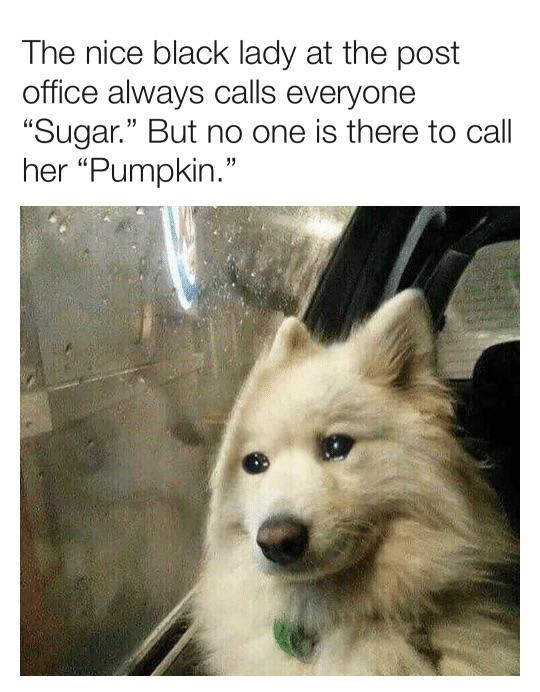 The nice black lady at the post
office always calls everyone
“Sugar.” But no one is there to call
her “Pumpkin.”